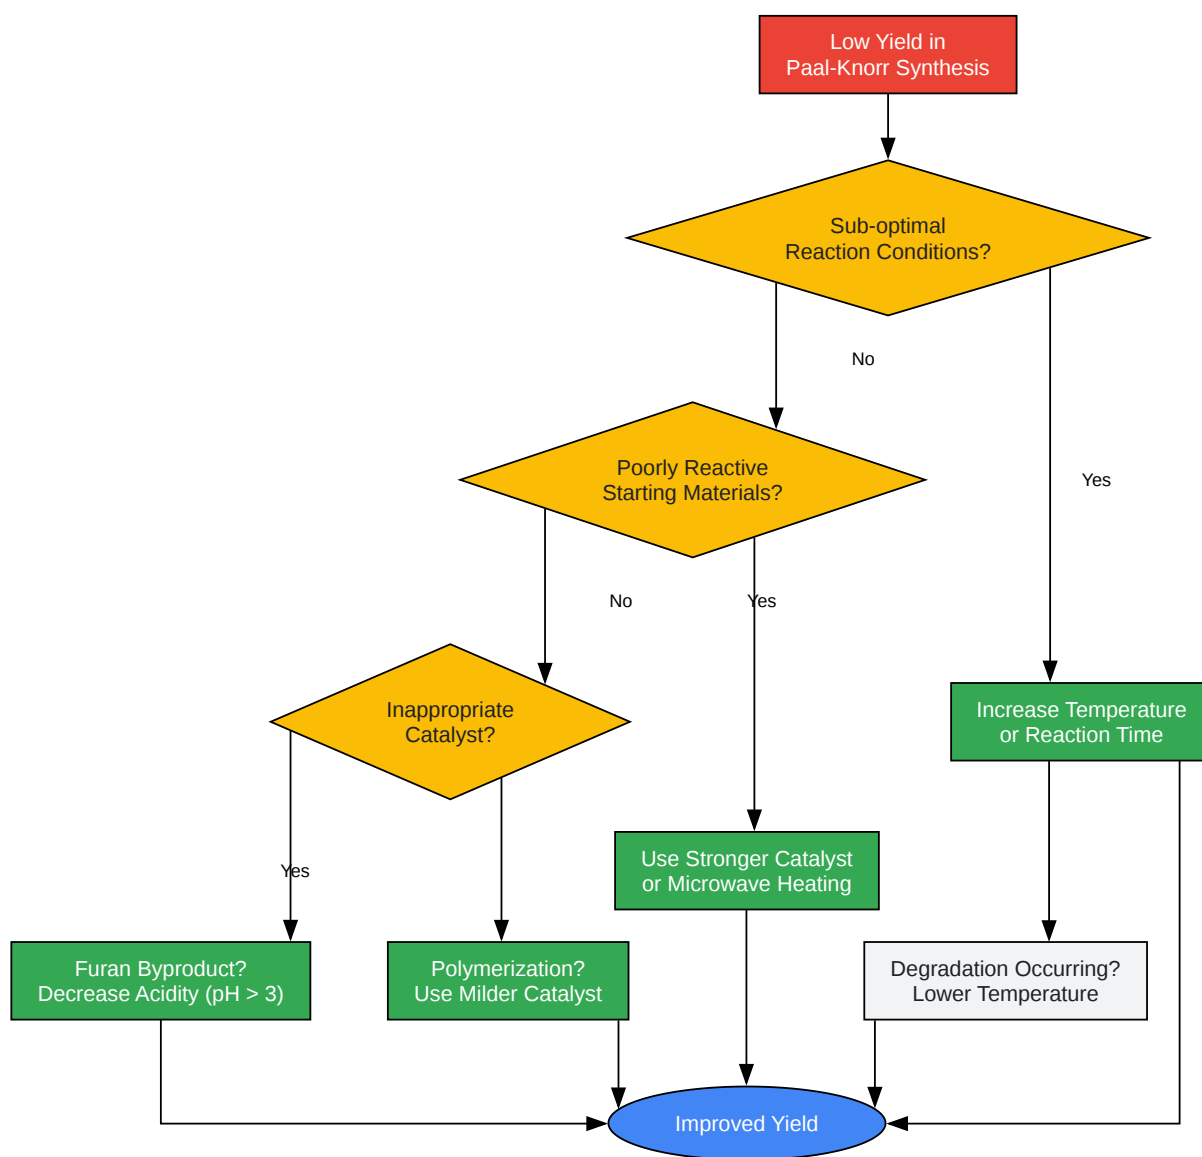 Low Yield in
Paal-Knorr Synthesis
Sub-optimal
Reaction Conditions?
No
Poorly Reactive
Starting Materials?
Yes
No
Yes
Inappropriate
Catalyst?
Increase Temperature
or Reaction Time
Use Stronger Catalyst
or Microwave Heating
Yes
Furan Byproduct?
Decrease Acidity (pH > 3)
Polymerization?
Use Milder Catalyst
Degradation Occurring?
Lower Temperature
Improved Yield